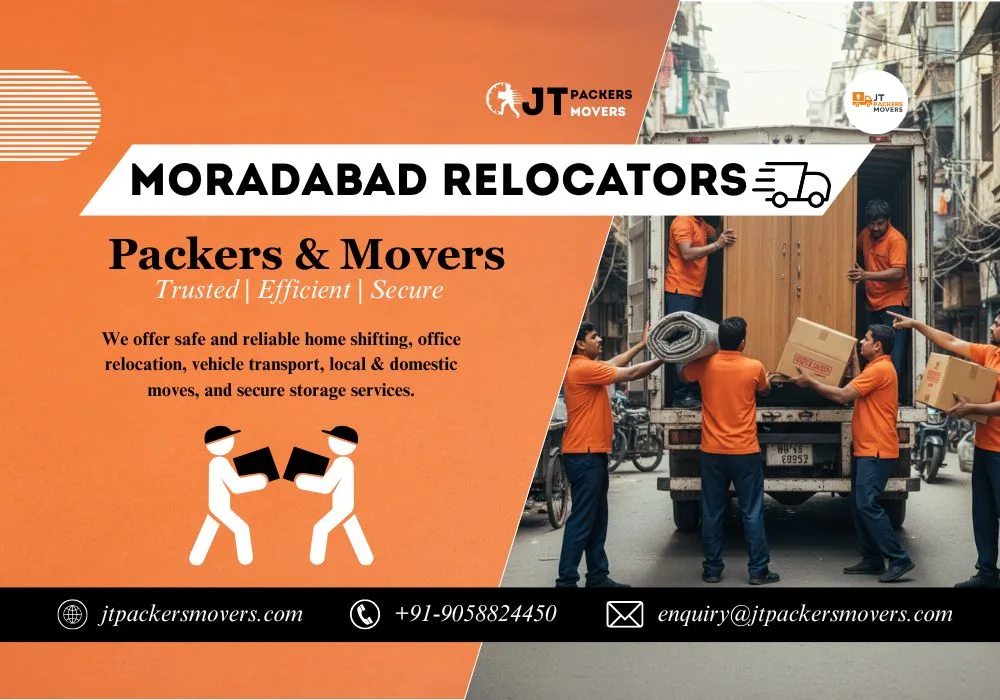 JT PACKERS
MOVERS
JT
PACKERS
MOVERS
MORADABAD RELOCATORS
Packers & Movers
Trusted | Efficient | Secure
We offer safe and reliable home shifting, office
relocation, vehicle transport, local & domestic
moves, and secure storage services.
jtpackersmovers.com
+91-9058824450
enquiry@jtpackersmovers.com